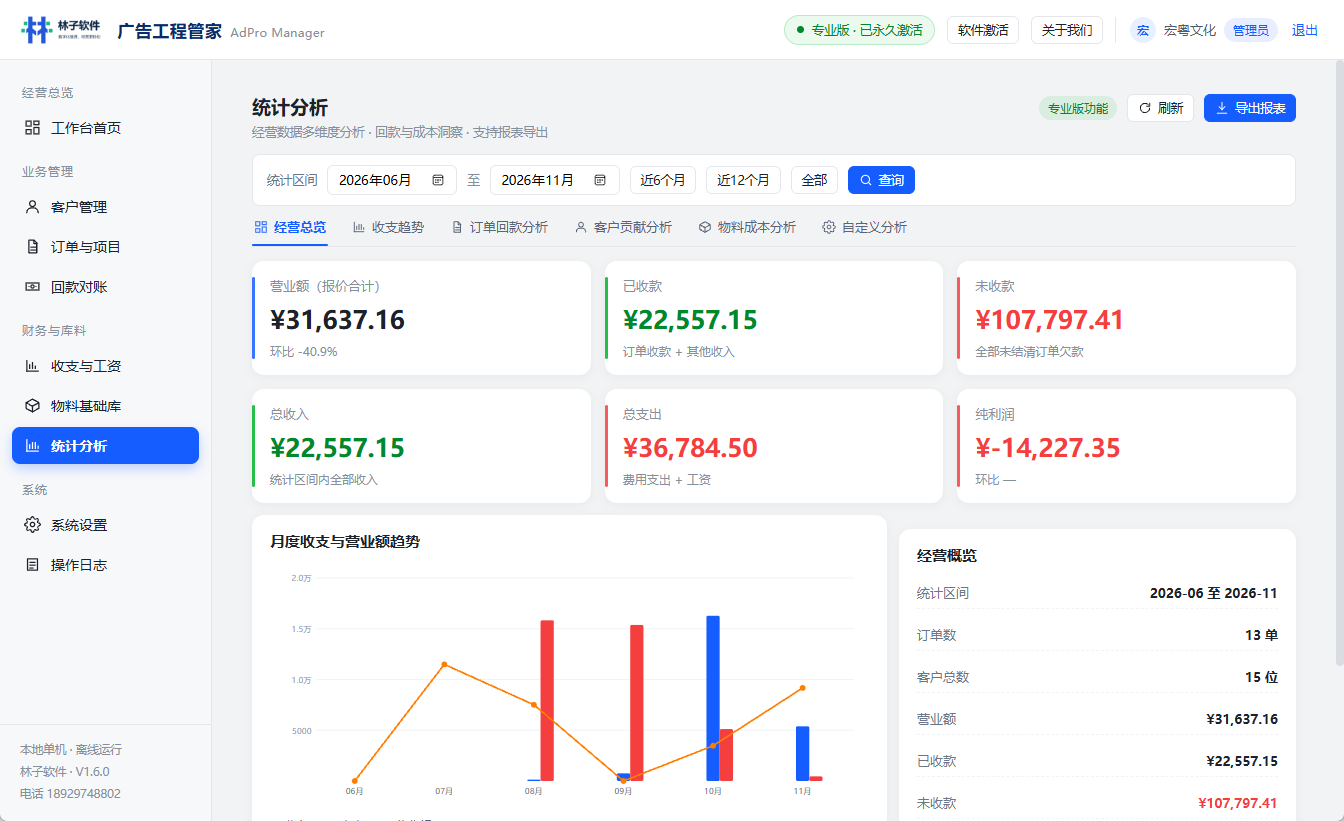 林子软件
广告工程管家 AdPro Manager
专业版 · 已永久激活
软件激活
关于我们
宏 宏粤文化 管理员 退出
经营总览
工作台首页
业务管理
客户管理
订单与项目
回款对账
财务与库料
收支与工资
物料基础库
统计分析
系统
系统设置
操作日志
本地单机 · 离线运行
林子软件 · V1.6.0
电话 18929748802
统计分析
经营数据多维度分析 · 回款与成本洞察 · 支持报表导出
专业版功能 刷新 导出报表
统计区间 2026年06月 至 2026年11月 近6个月 近12个月 全部 查询
经营总览 收支趋势 订单回款分析 客户贡献分析 物料成本分析 自定义分析
营业额（报价合计）
¥31,637.16
环比 -40.9%
已收款
¥22,557.15
订单收款 + 其他收入
未收款
¥107,797.41
全部未结清订单欠款
总收入
¥22,557.15
统计区间内全部收入
总支出
¥36,784.50
费用支出 + 工资
纯利润
¥-14,227.35
环比 —
月度收支与营业额趋势
2.0万
1.5万
1.0万
5000
06月 07月 08月 09月 10月 11月
经营概览
统计区间 2026-06 至 2026-11
订单数 13 单
客户总数 15 位
营业额 ¥31,637.16
已收款 ¥22,557.15
未收款 ¥107,797.41